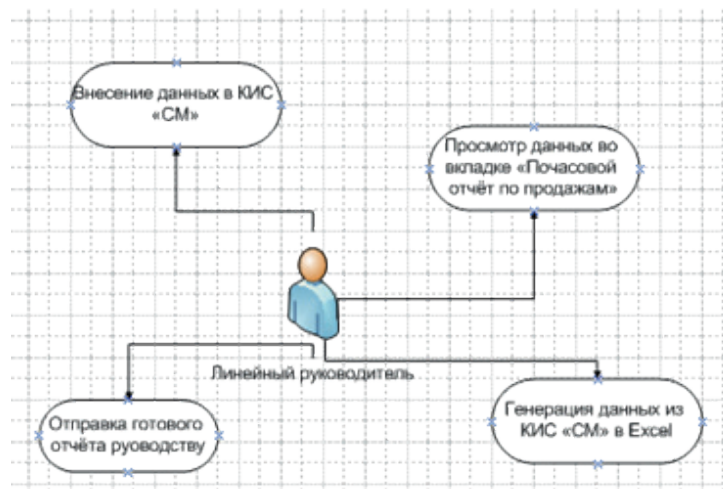 Внесение данных в КИС
«СМ»
Просмотр данных во
вкладке «Почасовой
отчёт по продажам»
Линейный руководитель
Отправка готового
отчёта руоводству
Генерация данных из
КИС «СМ» в Excel